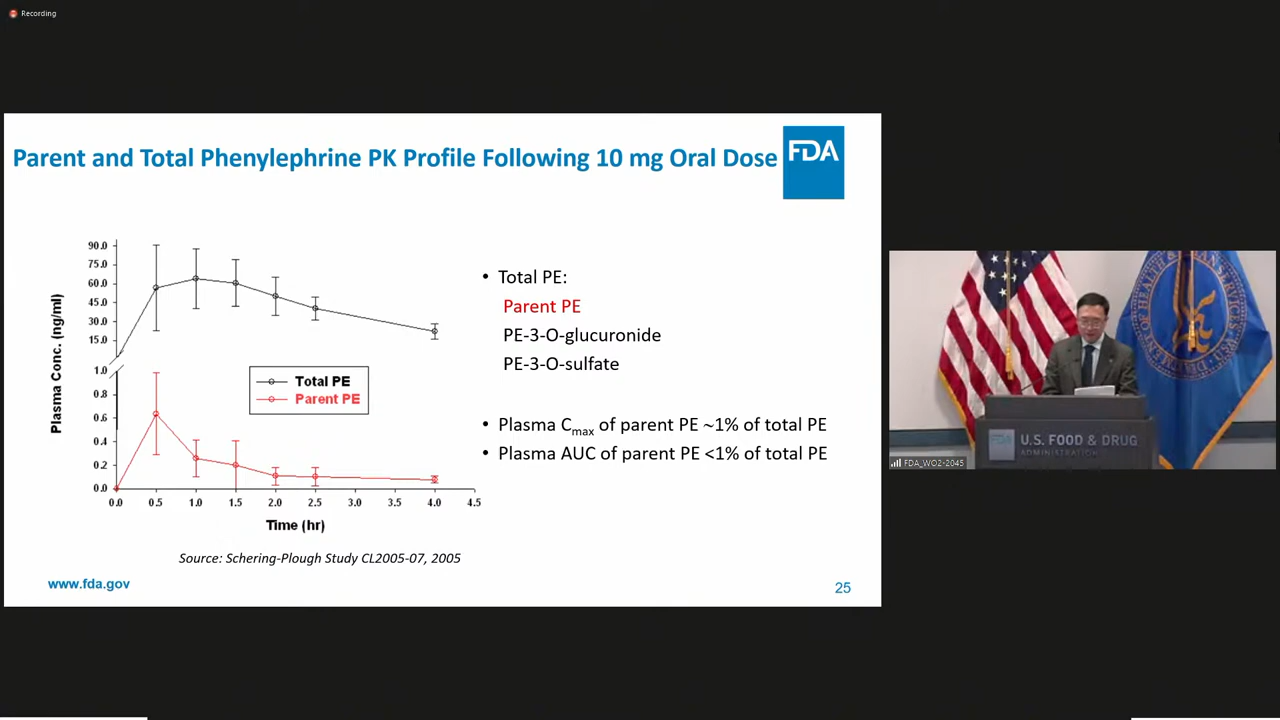 Recording
Parent and Total Phenylephrine PK Profile Following 10 mg Oral Dose
FDA
90.0
75.0
60.0
45.0
30.0
15.0
1.0
0.8
0.6
0.4
0.2
0.0
Plasma Conc. (ng/ml)
Total PE
Parent PE
0.0 0.5 1.0 1.5 2.0 2.5 3.0 3.5 4.0 4.5
Time (hr)
Source: Schering-Plough Study CL2005-07, 2005
• Total PE:
Parent PE
PE-3-O-glucuronide
PE-3-O-sulfate
• Plasma Cmax of parent PE ~1% of total PE
• Plasma AUC of parent PE <1% of total PE
www.fda.gov
25
FDA
U.S. FOOD & DRUG
ADMINISTRATION
FDA_WO2-2045